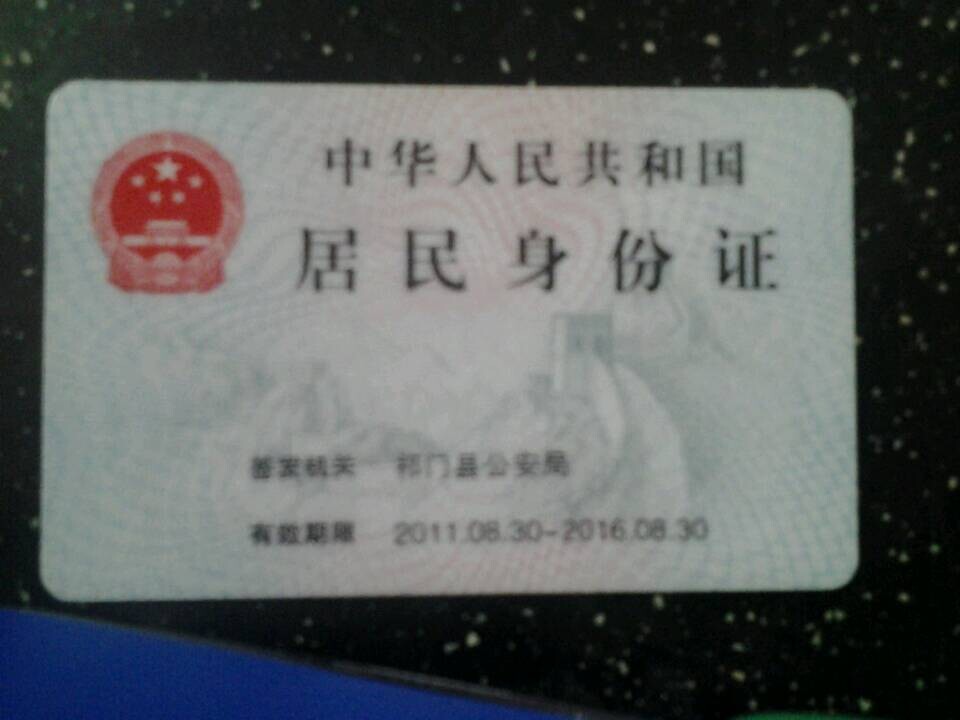 中华人民共和国
居民身份证
签发机关 祁门县公安局
有效期限 2011.08.30-2016.08.30